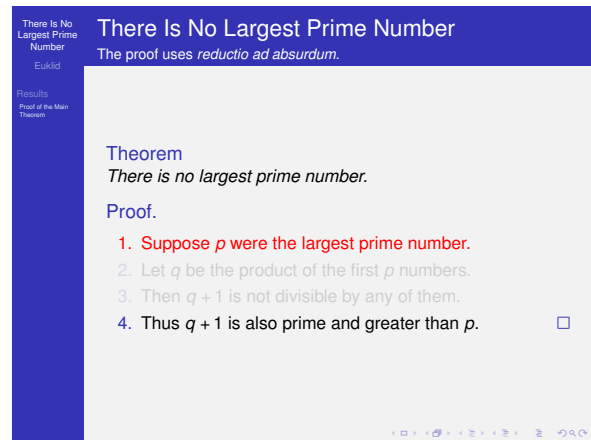 There Is No
Largest Prime
Number
Euklid
Results
Proof of the Main
Theorem
There Is No Largest Prime Number
The proof uses reductio ad absurdum.
Theorem
There is no largest prime number.
Proof.
1. Suppose p were the largest prime number.
2. Let q be the product of the first p numbers.
3. Then q + 1 is not divisible by any of them.
4. Thus q + 1 is also prime and greater than p.